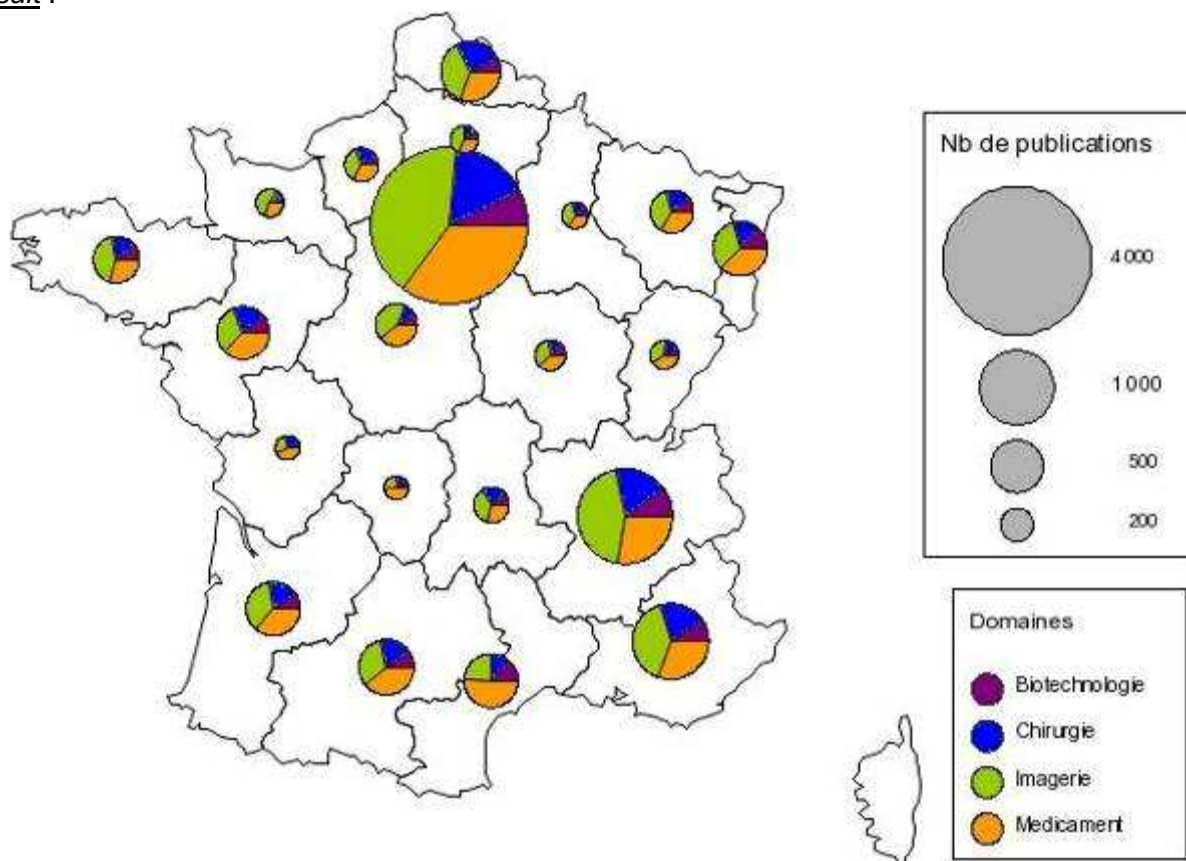 Nb de publications
4 000
1 000
500
200
Domaines
Biotechnologie
Chirurgie
Imagerie
Medicament